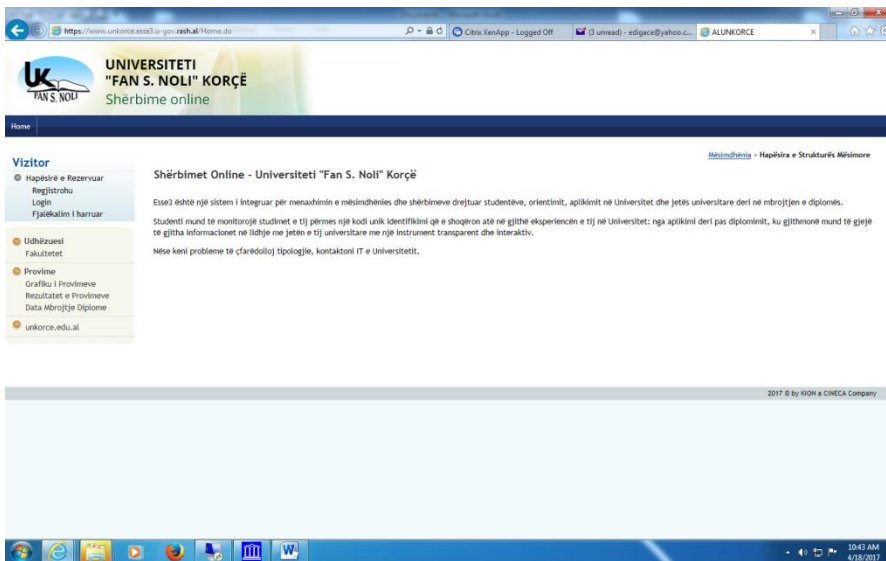 https://www.unkorce.esse3.u-gov.rash.al/Home.do
Citrix XenApp - Logged Off
(3 unread) - edigace@yahoo.c...
ALUNKORCE
UK
FAN S. NOLI
UNIVERSITETI
"FAN S. NOLI" KORÇË
Shërbime online
Home
Mësimdhënia - Hapësira e Strukturës Mësimore
Vizitor
Hapësirë e Rezervuar
Regjistrohu
Login
Fjalëkalim i harruar
Udhëzuesi
Fakultetet
Provime
Grafiku i Provimeve
Rezultatet e Provimeve
Data Mbrojtje Diplome
unkorce.edu.al
Shërbimet Online - Universiteti "Fan S. Noli" Korçë
Esse3 është një sistem i integruar për menaxhimin e mësimdhënies dhe shërbimeve drejtuar studentëve, orientimit, aplikimit në Universitet dhe jetës universitare deri në mbrojtjen e diplomës.
Studenti mund të monitorojë studimet e tij përmes një kodi unik identifikimi që e shoqëron atë në gjithë eksperiencën e tij në Universitet: nga aplikimi deri pas diplomimit, ku gjithmonë mund të gjejë
të gjitha informacionet në lidhje me jetën e tij universitare me një instrument transparent dhe interaktiv.
Nëse keni probleme të çfarëdolloj tipologjie, kontaktoni IT e Universitetit.
2017 © by KION a CINECA Company
10:43 AM
4/18/2017